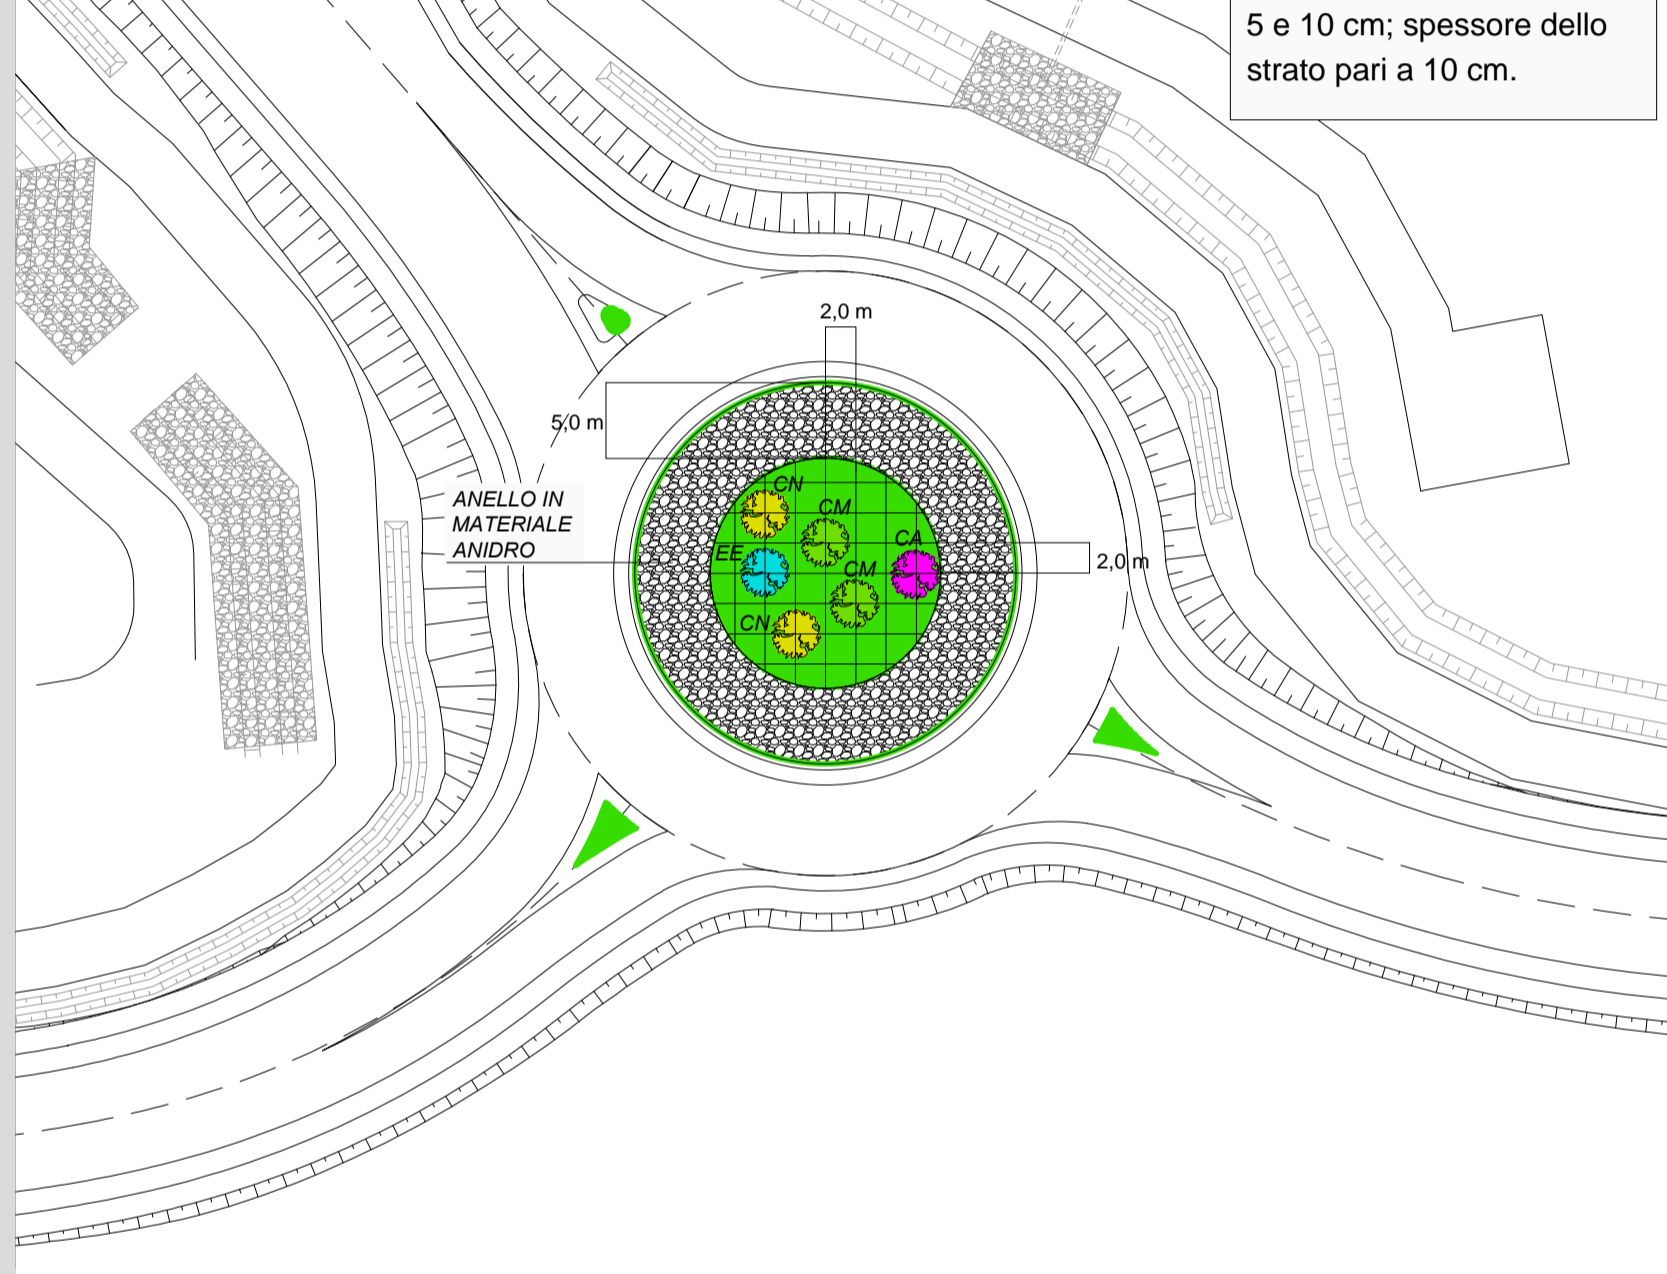 5 e 10 cm; spessore dello
strato pari a 10 cm.
2,0 m
5,0 m
ANELLO IN
MATERIALE
ANIDRO
CN
CM
CA
EE
CM
2,0 m
CN